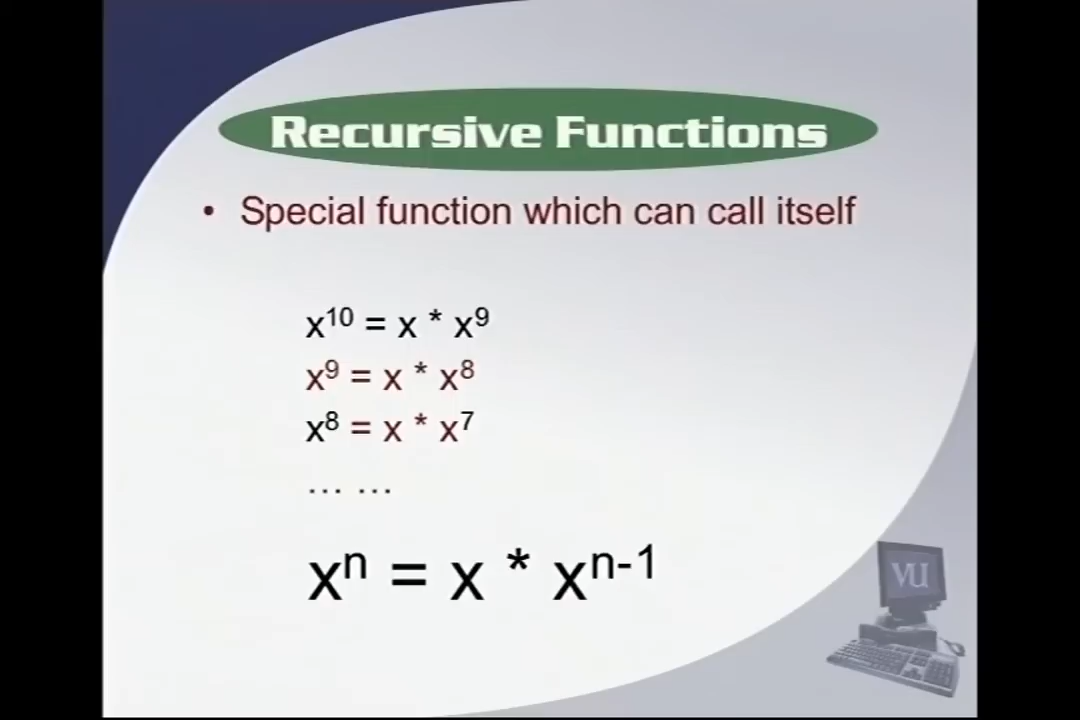 Recursive Functions
• Special function which can call itself
x¹⁰ = x * x⁹
x⁹ = x * x⁸
x⁸ = x * x⁷
... ...
xⁿ = x * xⁿ⁻¹
VU